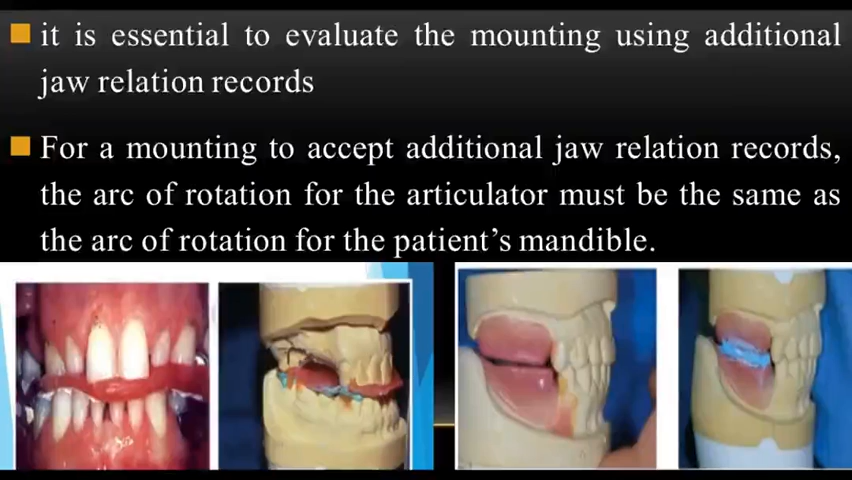 it is essential to evaluate the mounting using additional
jaw relation records
For a mounting to accept additional jaw relation records,
the arc of rotation for the articulator must be the same as
the arc of rotation for the patient’s mandible.